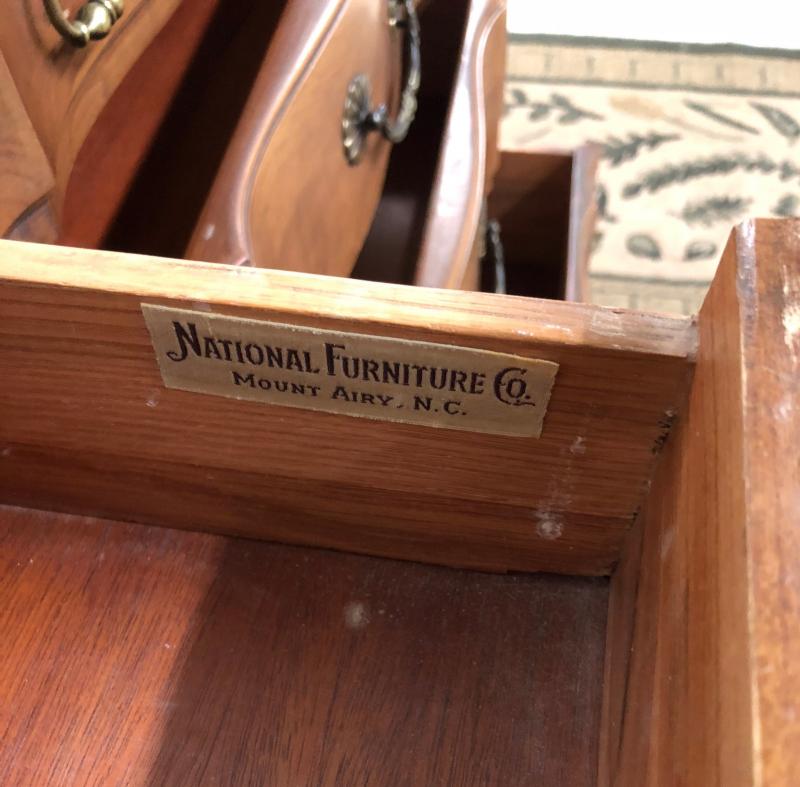 National Furniture Co.
Mount Airy, N.C.